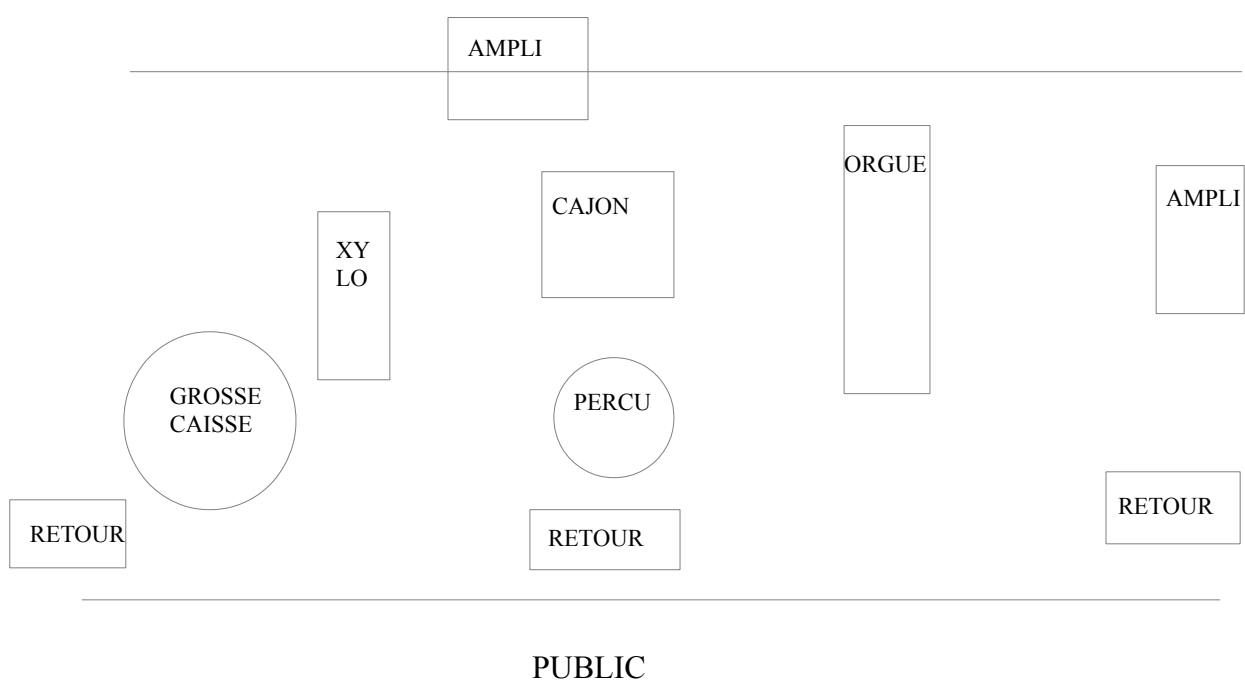 AMPLI
ORGUE
AMPLI
CAJON
XY
LO
GROSSE
CAISSE
PERCU
RETOUR
RETOUR
RETOUR
PUBLIC